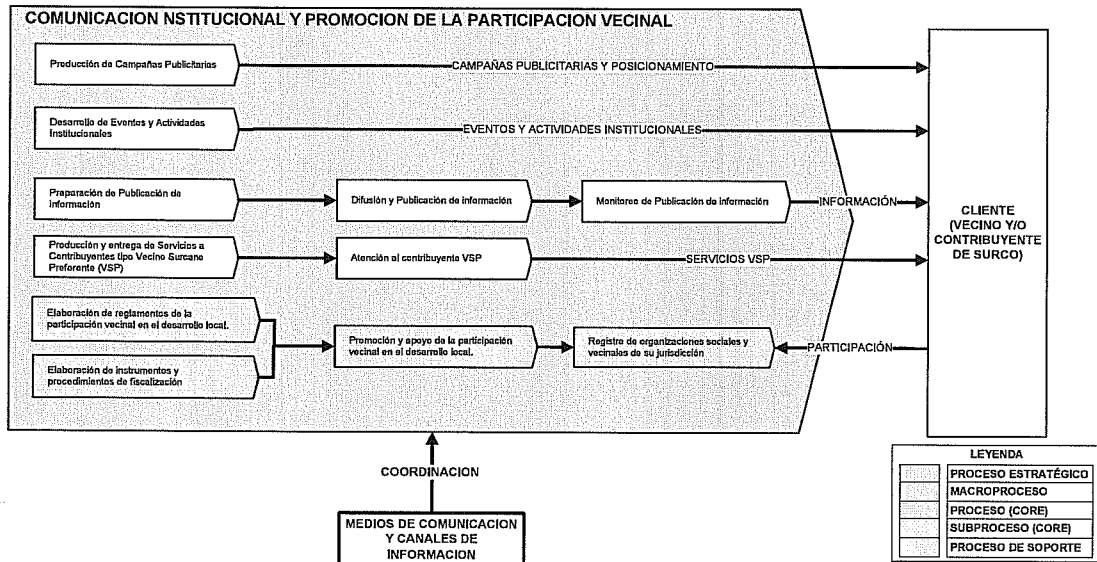 COMUNICACION NSTITUCIONAL Y PROMOCION DE LA PARTICIPACION VECINAL
Producción de Campañas Publicitarias
CAMPAÑAS PUBLICITARIAS Y POSICIONAMIENTO
Desarrollo de Eventos y Actividades
Institucionales
EVENTOS Y ACTIVIDADES INSTITUCIONALES
Preparación de Publicación de
información
Difusión y Publicación de información
Monitoreo de Publicación de información
INFORMACIÓN
Producción y entrega de Servicios a
Contribuyentes tipo Vecino Surcano
Preferente (VSP)
Atención al contribuyente VSP
SERVICIOS VSP
Elaboración de reglamentos de la
participación vecinal en el desarrollo local.
Elaboración de instrumentos y
procedimientos de fiscalización
Promoción y apoyo de la participación
vecinal en el desarrollo local.
Registro de organizaciones sociales y
vecinales de su jurisdicción
PARTICIPACIÓN
CLIENTE
(VECINO Y/O
CONTRIBUYENTE
DE SURCO)
COORDINACION
MEDIOS DE COMUNICACION
Y CANALES DE
INFORMACION
LEYENDA
PROCESO ESTRATÉGICO
MACROPROCESO
PROCESO (CORE)
SUBPROCESO (CORE)
PROCESO DE SOPORTE